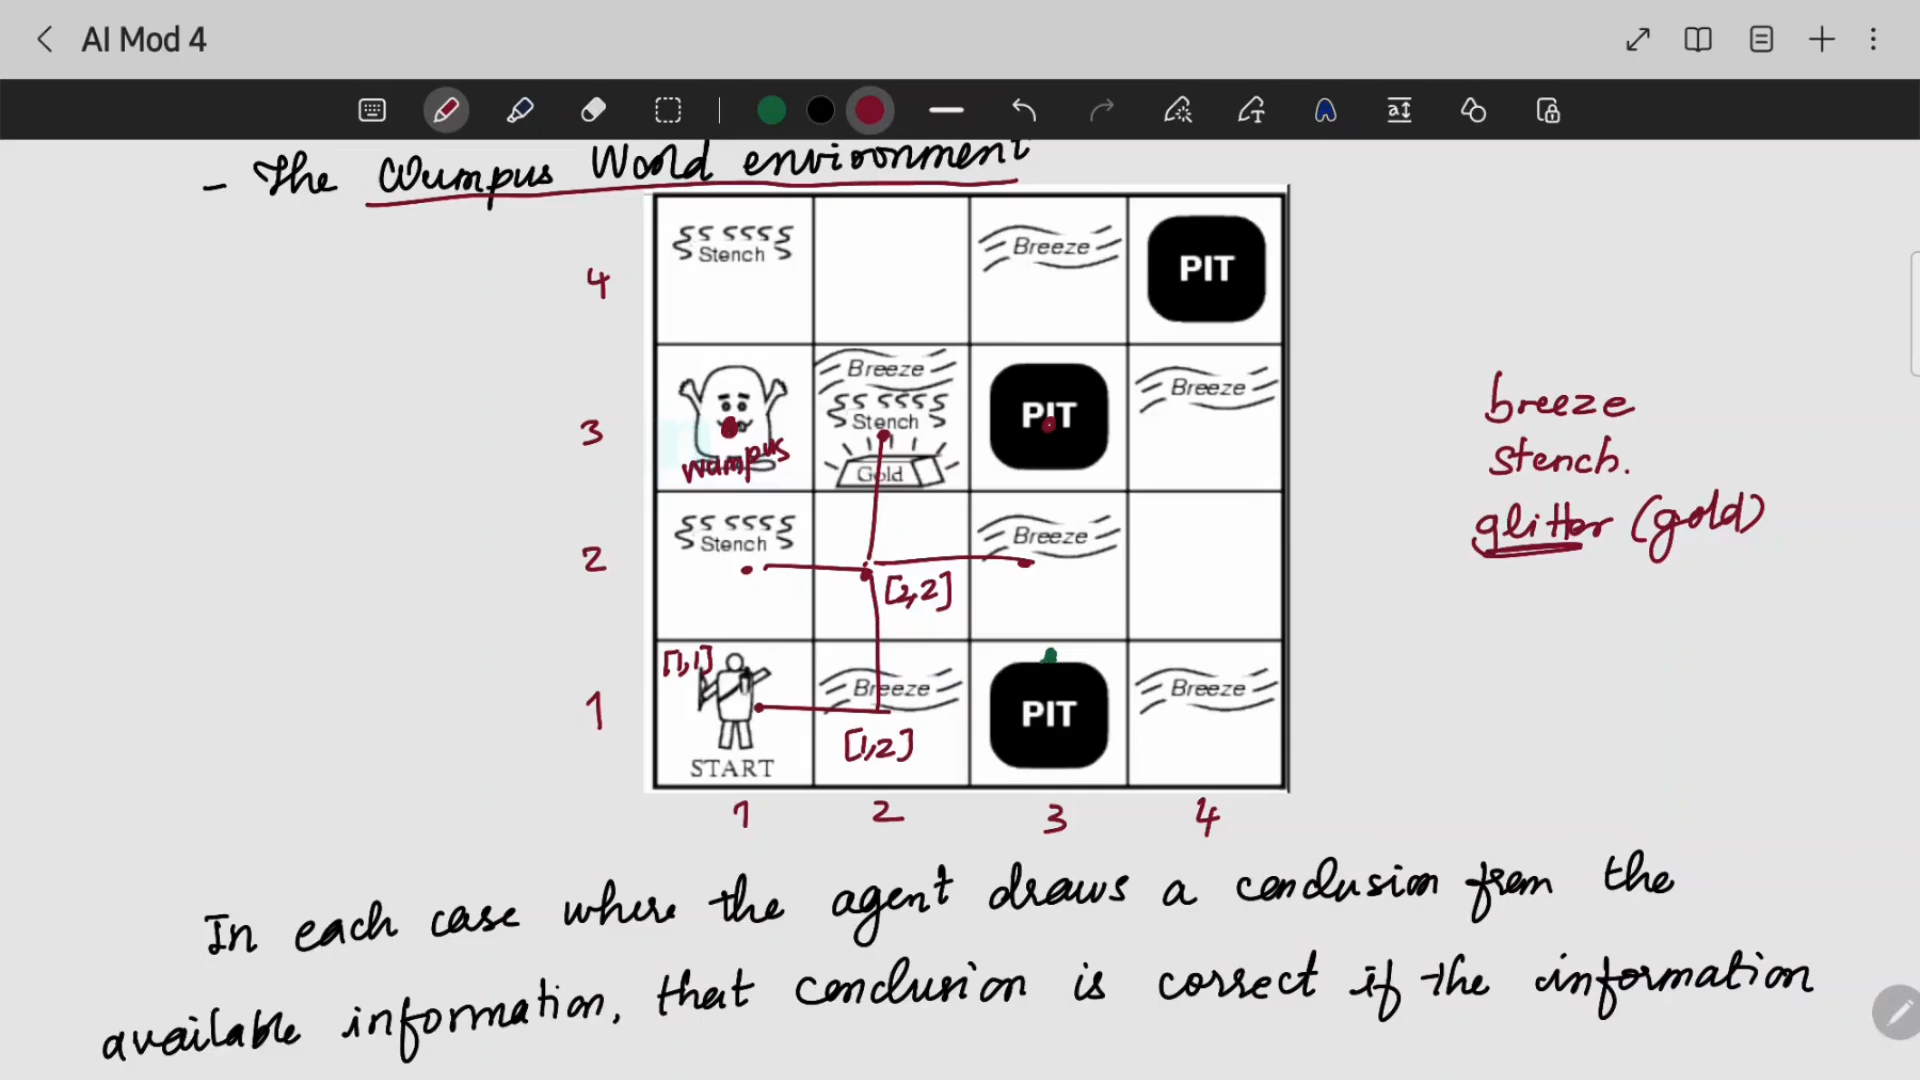 AI Mod 4
- The Wumpus World environment
4 Stench Breeze PIT
Breeze PIT Breeze
3 Stench
wumpus Gold
breeze
stench.
glitter (gold)
2 Stench Breeze
[2,2]
[1,1]
1 Breeze PIT Breeze
[1,2]
START
1 2 3 4
In each case where the agent draws a conclusion from the
available information, that conclusion is correct if the information